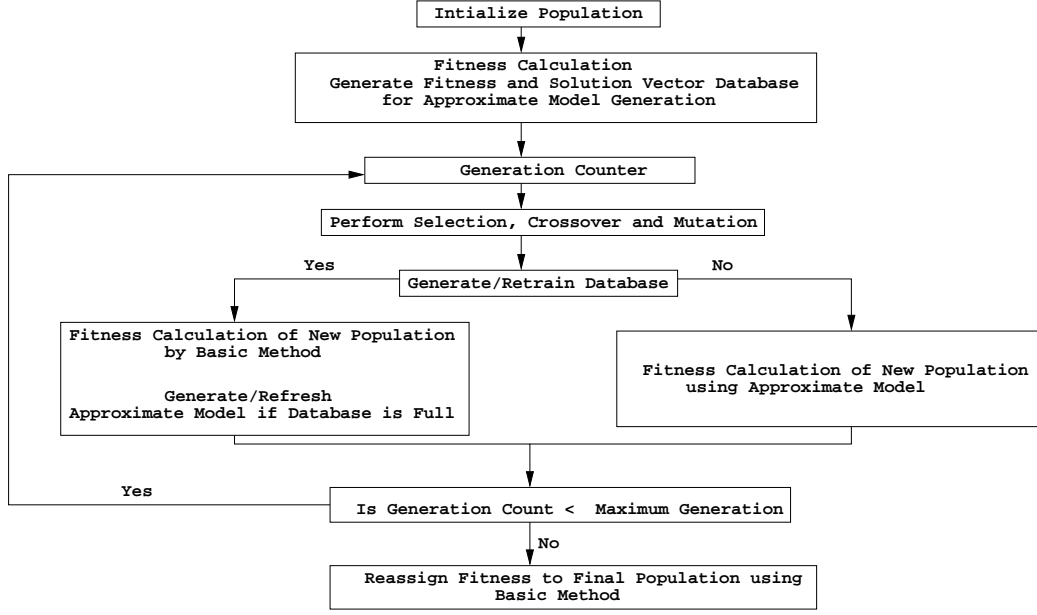 Intialize Population
Fitness Calculation
Generate Fitness and Solution Vector Database
for Approximate Model Generation
Generation Counter
Perform Selection, Crossover and Mutation
Yes
No
Generate/Retrain Database
Fitness Calculation of New Population
by Basic Method
Generate/Refresh
Approximate Model if Database is Full
Fitness Calculation of New Population
using Approximate Model
Yes
Is Generation Count < Maximum Generation
No
Reassign Fitness to Final Population using
Basic Method